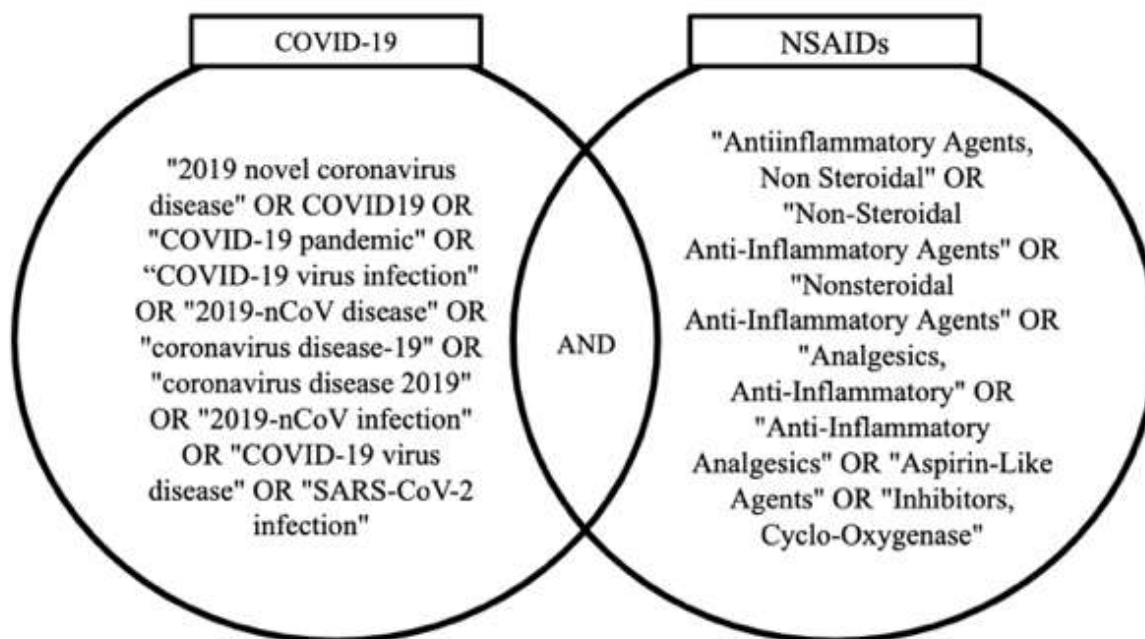 COVID-19
"2019 novel coronavirus
disease" OR COVID19 OR
"COVID-19 pandemic" OR
“COVID-19 virus infection"
OR "2019-nCoV disease" OR
"coronavirus disease-19" OR
"coronavirus disease 2019"
OR "2019-nCoV infection"
OR "COVID-19 virus
disease" OR "SARS-CoV-2
infection"
AND
NSAIDs
"Antiinflammatory Agents,
Non Steroidal" OR
"Non-Steroidal
Anti-Inflammatory Agents" OR
"Nonsteroidal
Anti-Inflammatory Agents" OR
"Analgesics,
Anti-Inflammatory" OR
"Anti-Inflammatory
Analgesics" OR "Aspirin-Like
Agents" OR "Inhibitors,
Cyclo-Oxygenase"